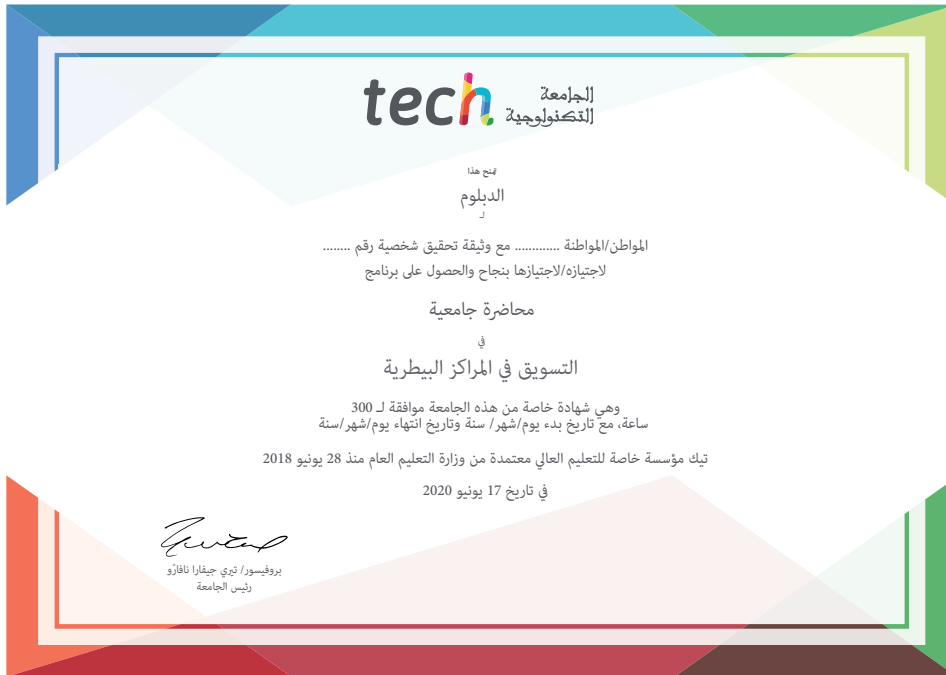 tech الجامعة
التكنولوجية
يمنح هذا
الدبلوم
لـ
المواطن/المواطنة ............ مع وثيقة تحقيق شخصية رقم ........
لاجتيازه/لاجتيازها بنجاح والحصول على برنامج
محاضرة جامعية
في
التسويق في المراكز البيطرية
وهي شهادة خاصة من هذه الجامعة موافقة لـ 300
ساعة، مع تاريخ بدء يوم/شهر/ سنة وتاريخ انتهاء يوم/شهر/سنة
تيك مؤسسة خاصة للتعليم العالي معتمدة من وزارة التعليم العام منذ 28 يونيو 2018
في تاريخ 17 يونيو 2020
بروفيسور/ تيري جيفارا نافارو
رئيس الجامعة